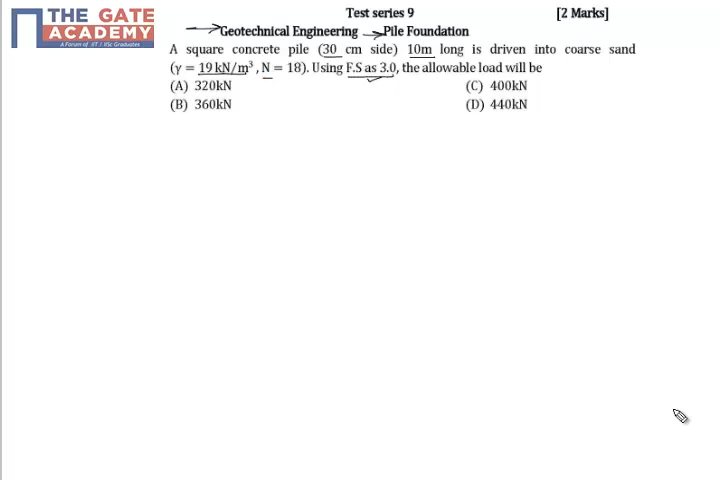 THE GATE
ACADEMY
A Forum of IIT / IISc Graduates
Test series 9 [2 Marks]
Geotechnical Engineering Pile Foundation
A square concrete pile (30 cm side) 10m long is driven into coarse sand
(γ = 19 kN/m³ , N = 18). Using F.S as 3.0, the allowable load will be
(A) 320kN (C) 400kN
(B) 360kN (D) 440kN